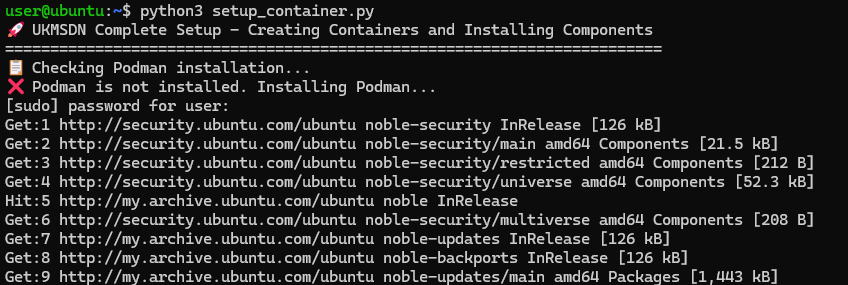 user@ubuntu:~$ python3 setup_container.py
🚀 UKMSDN Complete Setup - Creating Containers and Installing Components
======================================================================
📋 Checking Podman installation...
❌ Podman is not installed. Installing Podman...
[sudo] password for user:
Get:1 http://security.ubuntu.com/ubuntu noble-security InRelease [126 kB]
Get:2 http://security.ubuntu.com/ubuntu noble-security/main amd64 Components [21.5 kB]
Get:3 http://security.ubuntu.com/ubuntu noble-security/restricted amd64 Components [212 B]
Get:4 http://security.ubuntu.com/ubuntu noble-security/universe amd64 Components [52.3 kB]
Hit:5 http://my.archive.ubuntu.com/ubuntu noble InRelease
Get:6 http://security.ubuntu.com/ubuntu noble-security/multiverse amd64 Components [208 B]
Get:7 http://my.archive.ubuntu.com/ubuntu noble-updates InRelease [126 kB]
Get:8 http://my.archive.ubuntu.com/ubuntu noble-backports InRelease [126 kB]
Get:9 http://my.archive.ubuntu.com/ubuntu noble-updates/main amd64 Packages [1,443 kB]